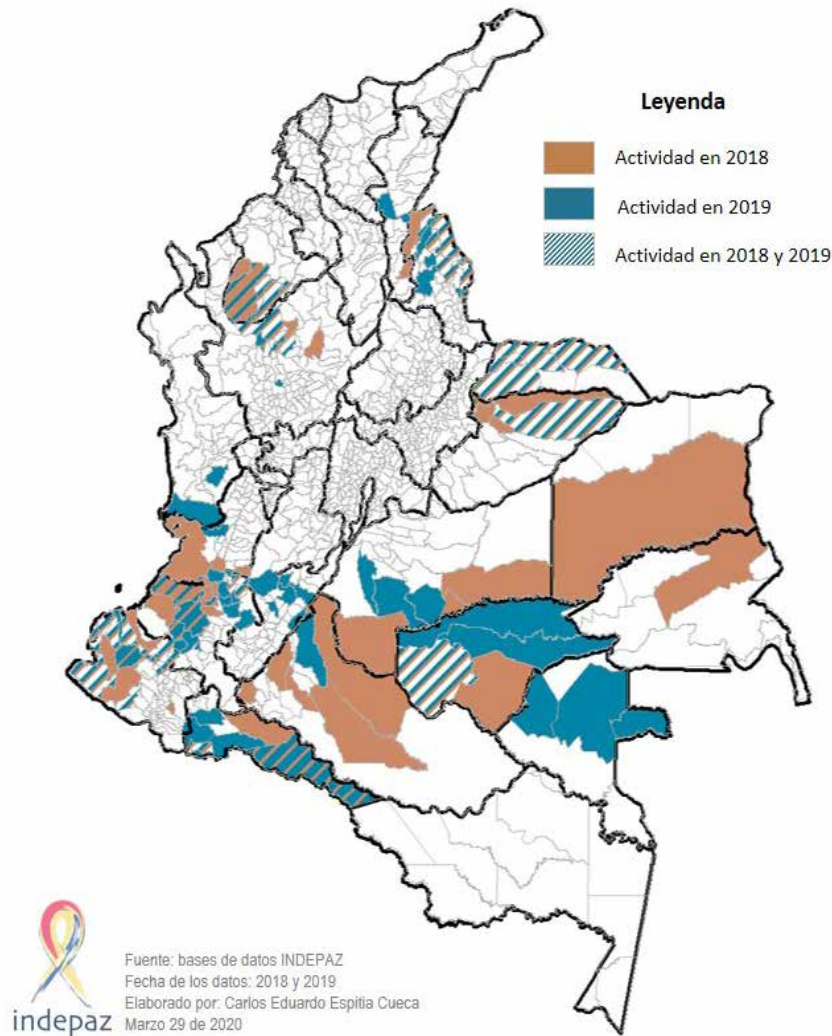 Leyenda
Actividad en 2018
Actividad en 2019
Actividad en 2018 y 2019
indepaz
Fuente: bases de datos INDEPAZ
Fecha de los datos: 2018 y 2019
Elaborado por: Carlos Eduardo Espitia Cueca
Marzo 29 de 2020